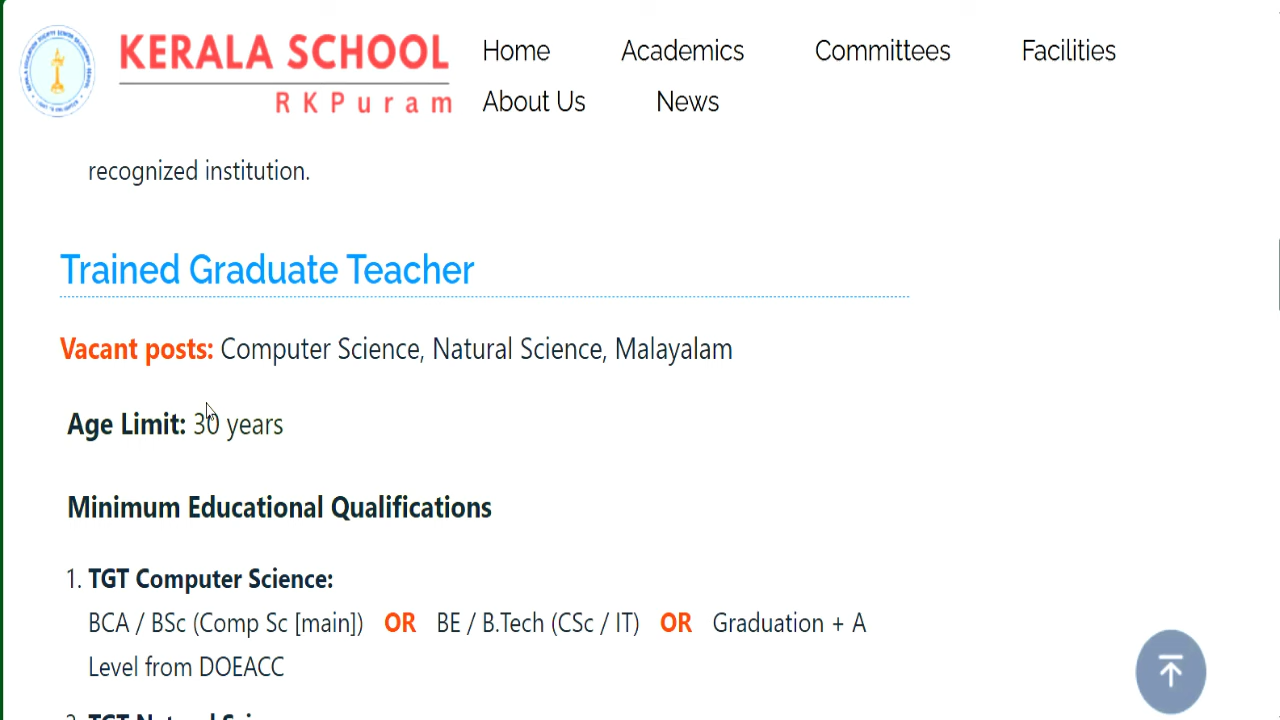 KERALA SCHOOL
R K P u r a m
Home Academics Committees Facilities
About Us News
recognized institution.
Trained Graduate Teacher
Vacant posts: Computer Science, Natural Science, Malayalam
Age Limit: 30 years
Minimum Educational Qualifications
1. TGT Computer Science:
BCA / BSc (Comp Sc [main]) OR BE / B.Tech (CSc / IT) OR Graduation + A
Level from DOEACC